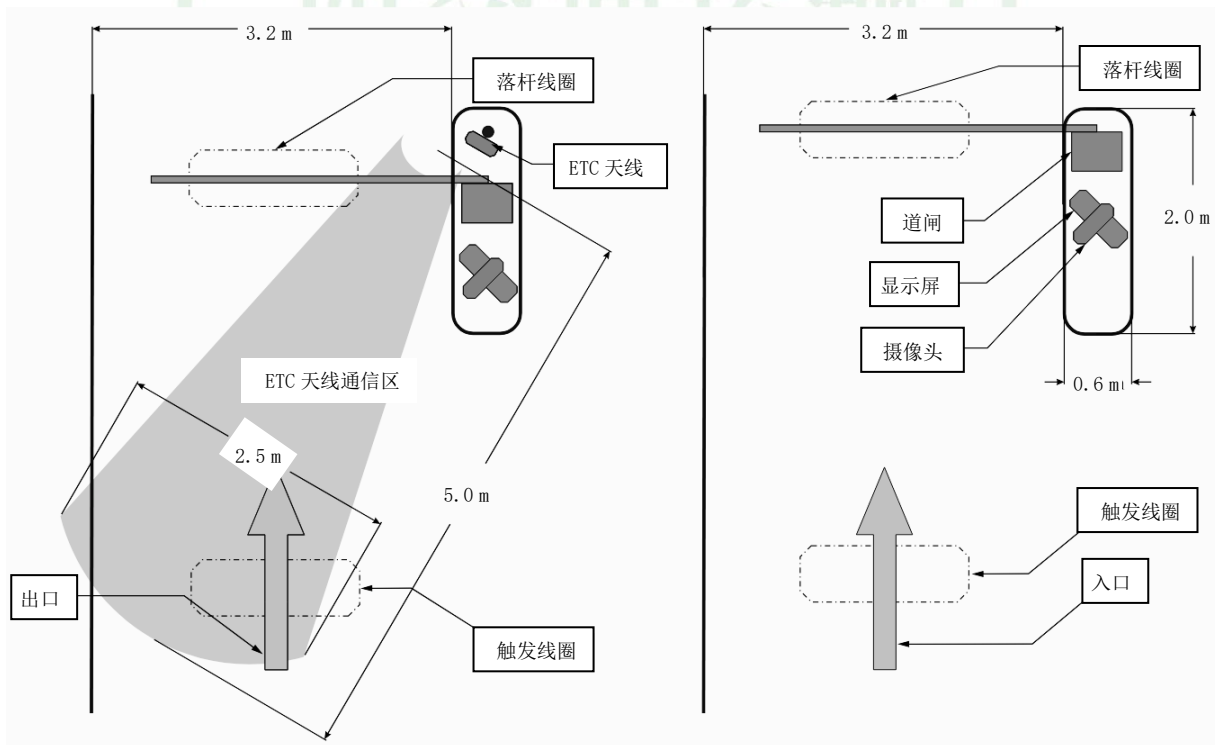 3.2 m
落杆线圈
ETC 天线
ETC 天线通信区
2.5 m
5.0 m
出口
触发线圈
3.2 m
落杆线圈
道闸
2.0 m
显示屏
摄像头
0.6 m
触发线圈
入口